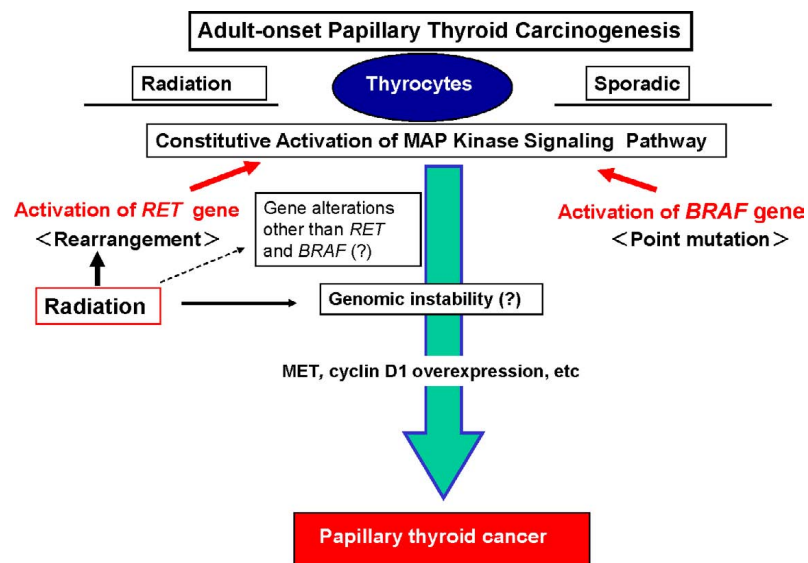 Adult-onset Papillary Thyroid Carcinogenesis
Radiation
Thyrocytes
Sporadic
Constitutive Activation of MAP Kinase Signaling Pathway
Activation of RET gene
<Rearrangement>
Gene alterations
other than RET
and BRAF (?)
Activation of BRAF gene
<Point mutation>
Radiation
Genomic instability (?)
MET, cyclin D1 overexpression, etc
Papillary thyroid cancer